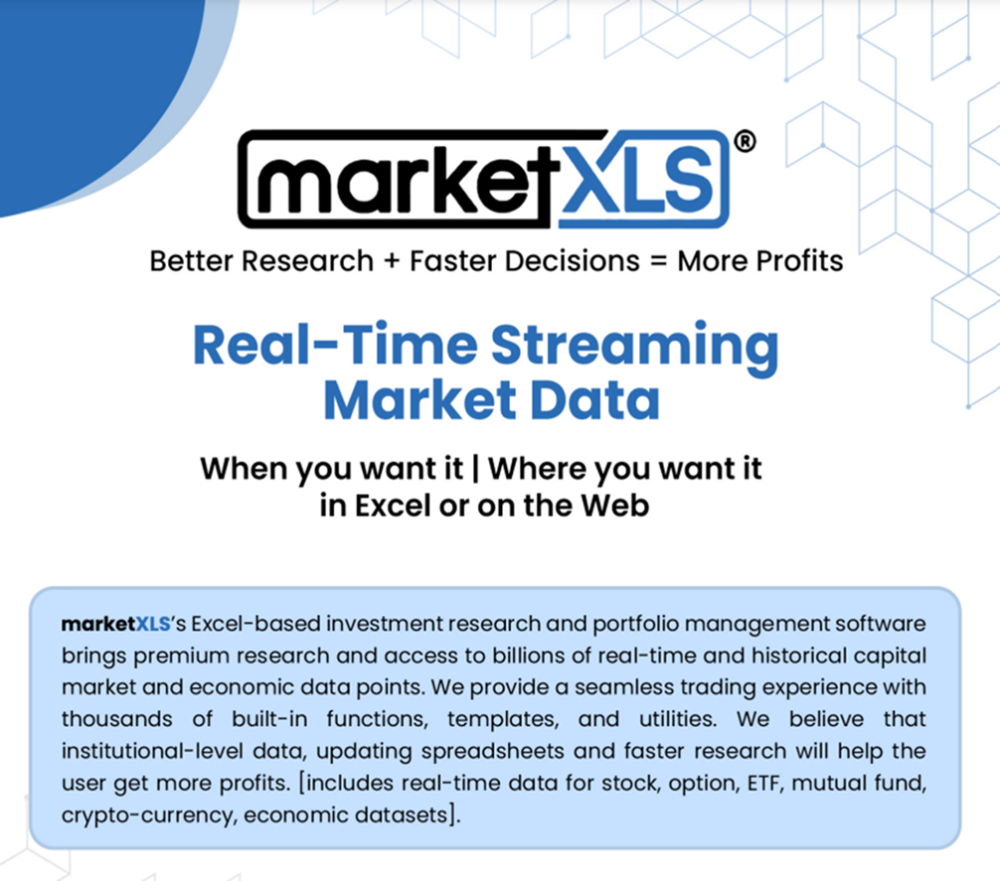 marketXLS®
Better Research + Faster Decisions = More Profits
Real-Time Streaming
Market Data
When you want it | Where you want it
in Excel or on the Web
marketXLS’s Excel-based investment research and portfolio management software
brings premium research and access to billions of real-time and historical capital
market and economic data points. We provide a seamless trading experience with
thousands of built-in functions, templates, and utilities. We believe that
institutional-level data, updating spreadsheets and faster research will help the
user get more profits. [includes real-time data for stock, option, ETF, mutual fund,
crypto-currency, economic datasets].